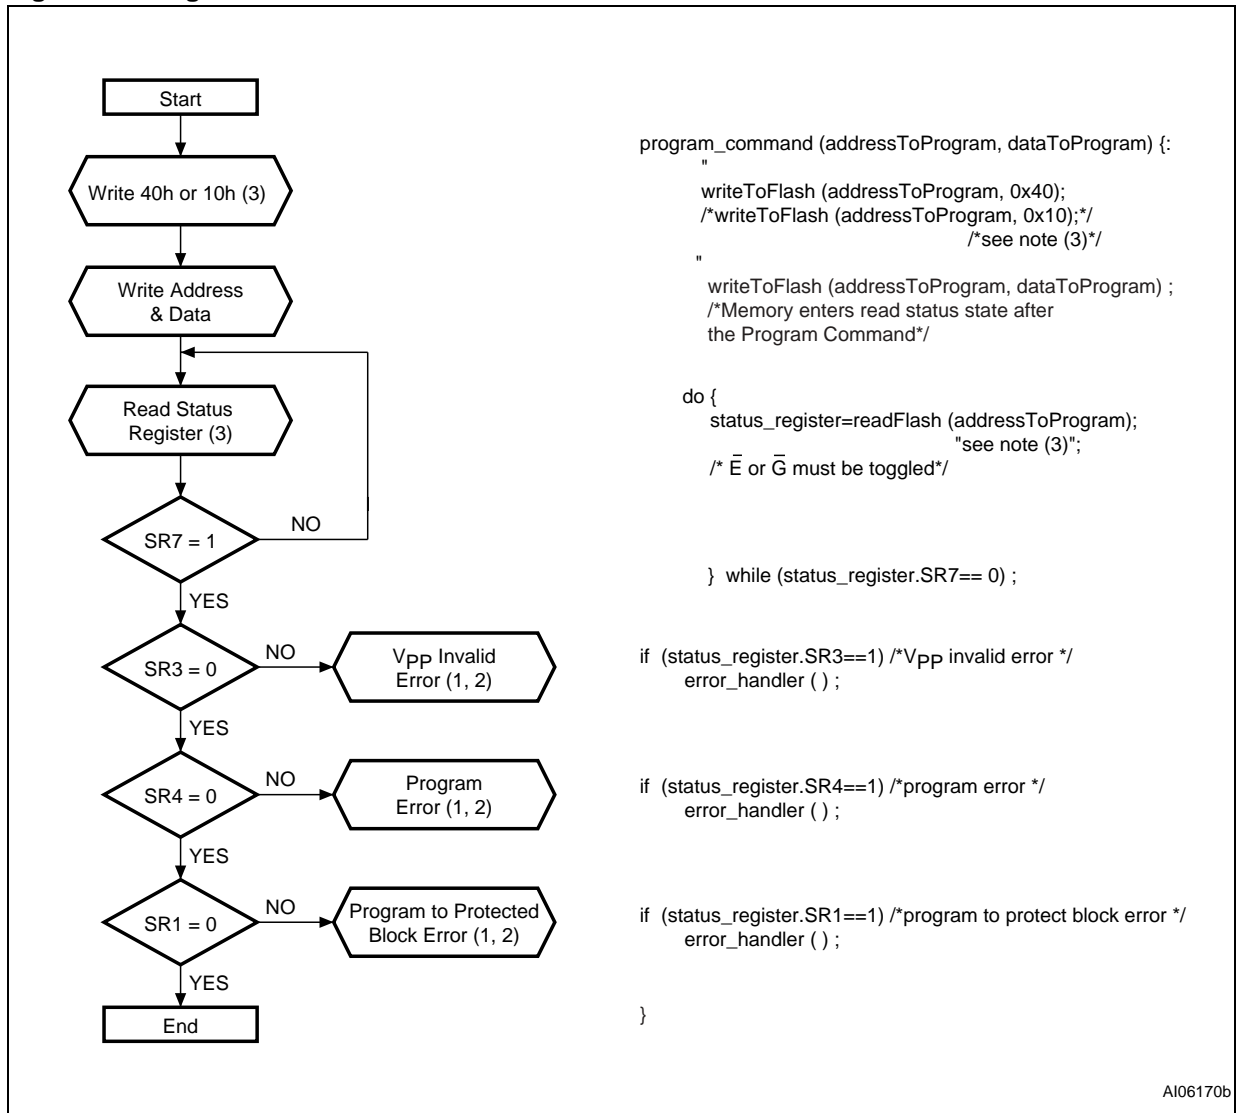 Start
Write 40h or 10h (3)
Write Address
& Data
Read Status
Register (3)
SR7 = 1
NO
YES
SR3 = 0
NO
VPP Invalid
Error (1, 2)
YES
SR4 = 0
NO
Program
Error (1, 2)
YES
SR1 = 0
NO
Program to Protected
Block Error (1, 2)
YES
End
program_command (addressToProgram, dataToProgram) {:
"
writeToFlash (addressToProgram, 0x40);
/*writeToFlash (addressToProgram, 0x10);*/
/*see note (3)*/
"
writeToFlash (addressToProgram, dataToProgram) ;
/*Memory enters read status state after
the Program Command*/
do {
status_register=readFlash (addressToProgram);
"see note (3)";
/* E̅ or G̅ must be toggled*/
} while (status_register.SR7== 0) ;
if (status_register.SR3==1) /*VPP invalid error */
error_handler ( ) ;
if (status_register.SR4==1) /*program error */
error_handler ( ) ;
if (status_register.SR1==1) /*program to protect block error */
error_handler ( ) ;
}
AI06170b